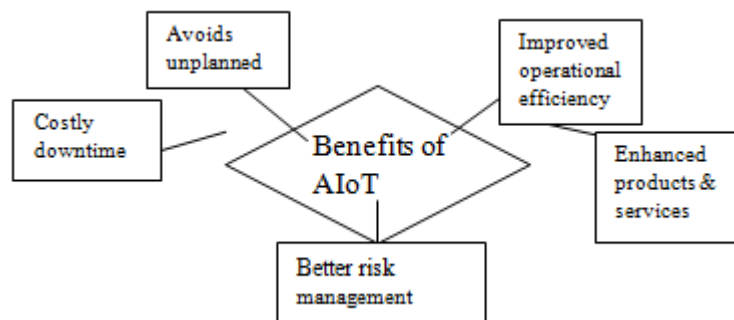 Avoids
unplanned
Improved
operational
efficiency
Costly
downtime
Benefits of
AIoT
Enhanced
products &
services
Better risk
management